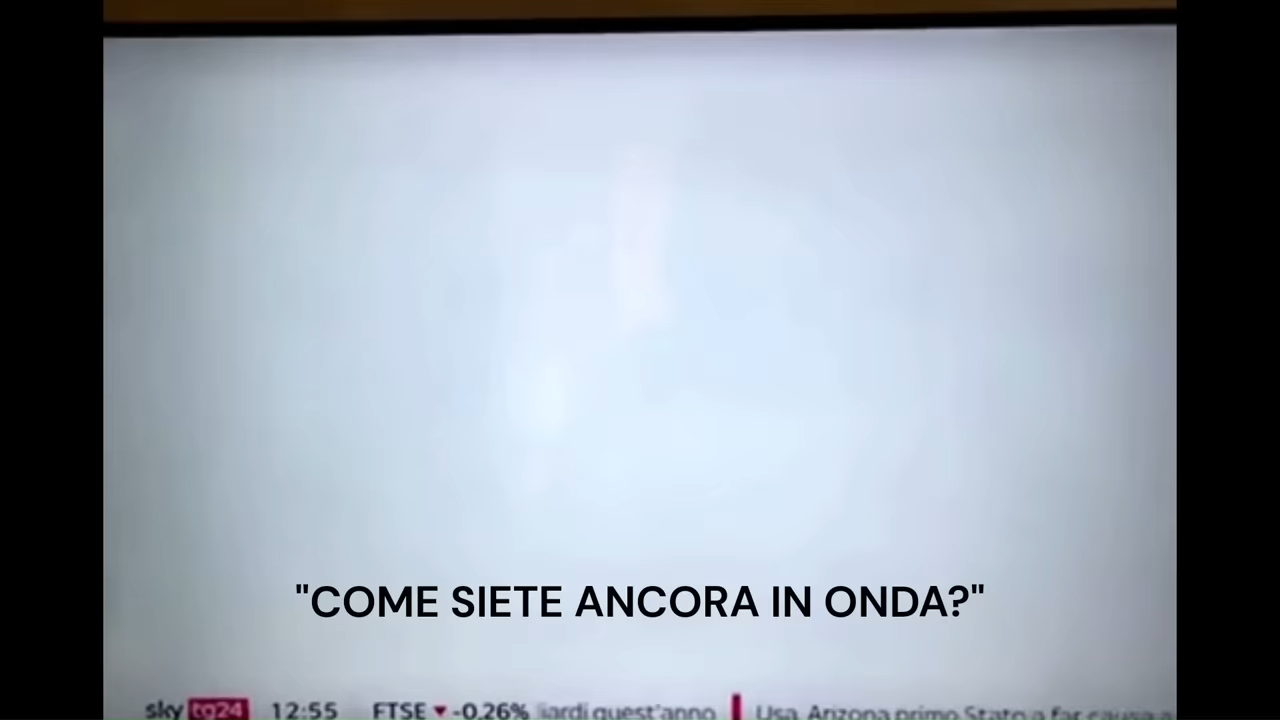 "COME SIETE ANCORA IN ONDA?"
sky tg24 12:55 FTSE ▼ -0,26% iardi quest'anno | Usa, Arizona primo Stato a far causa a